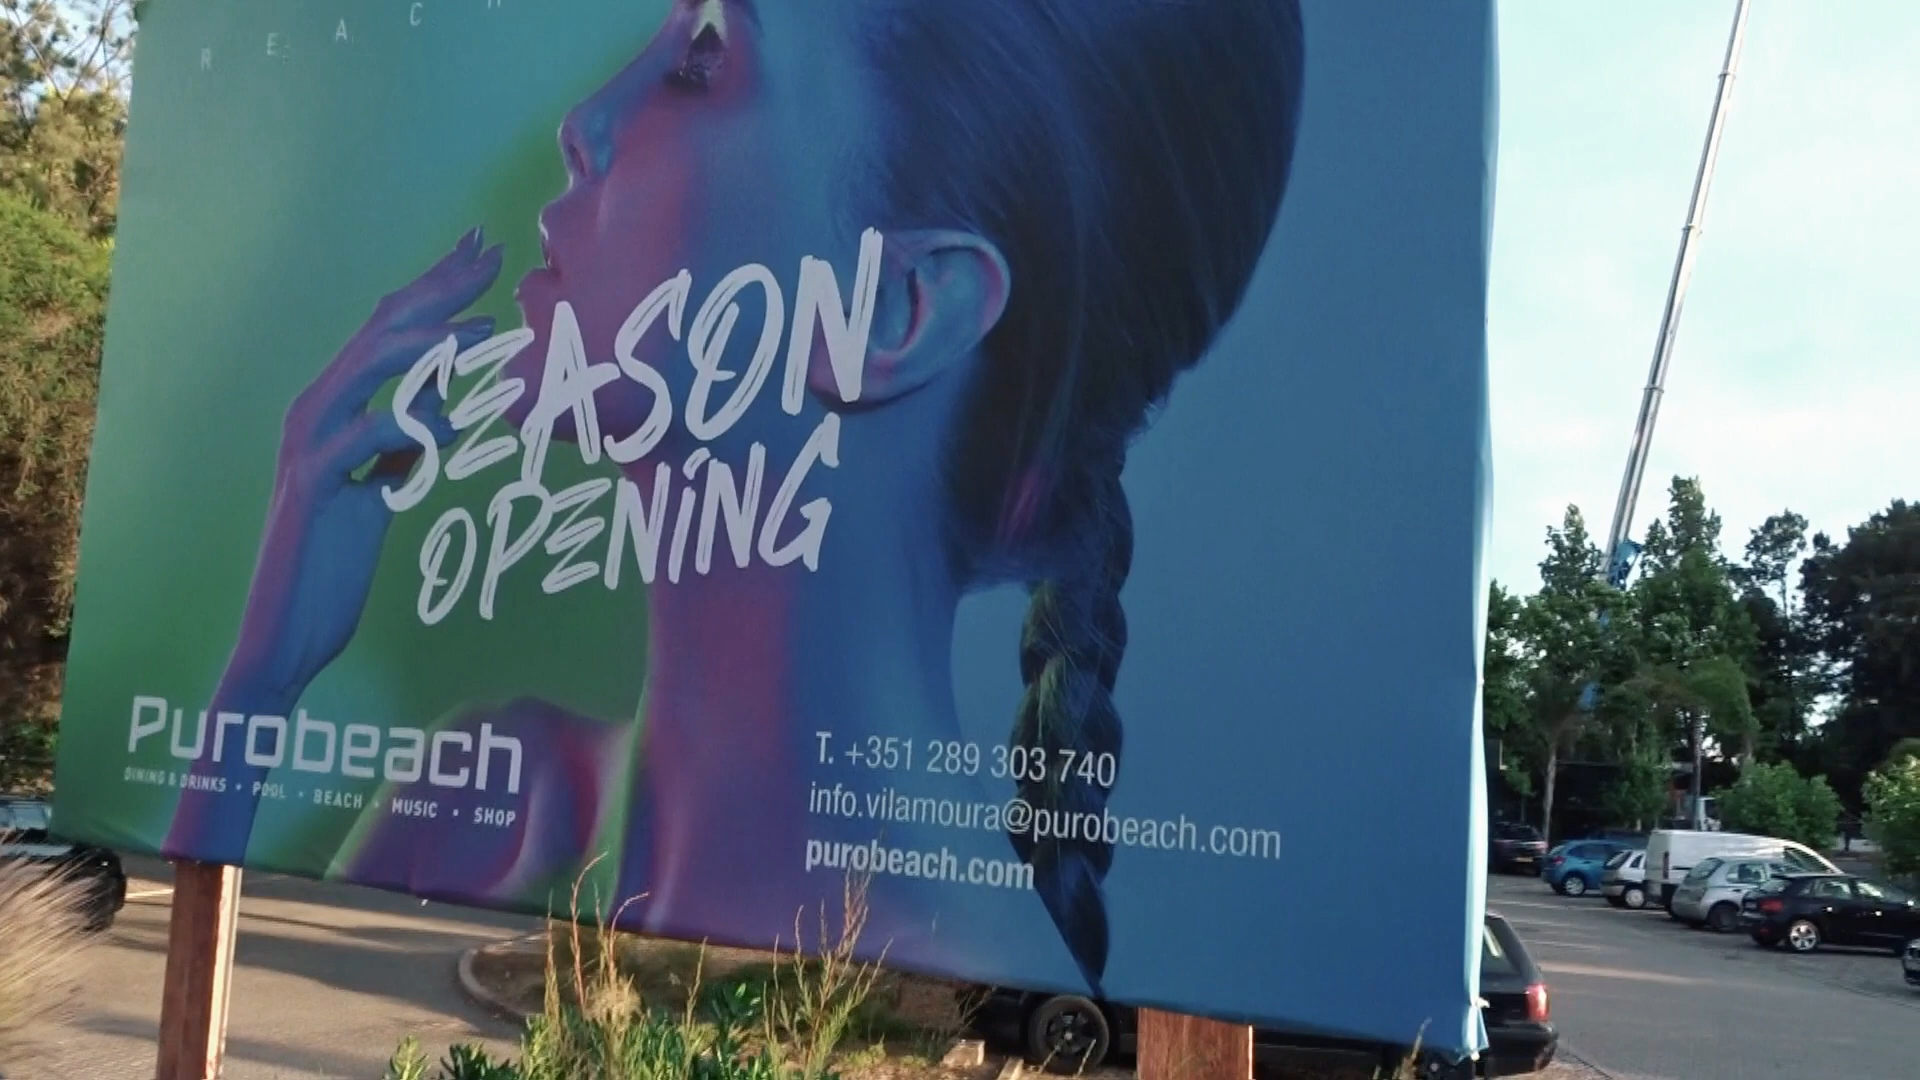 REACH
SEASON
OPENING
Purobeach
DINING & DRINKS • POOL • BEACH • MUSIC • SHOP
T. +351 289 303 740
info.vilamoura@purobeach.com
purobeach.com